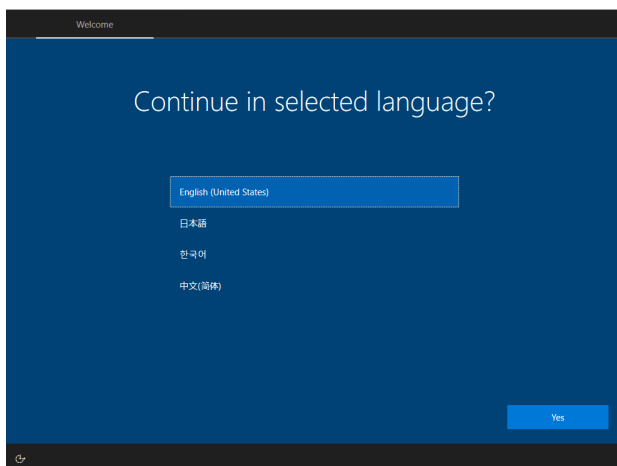 Welcome
Continue in selected language?
English (United States)
日本語
한국어
中文(简体)
Yes